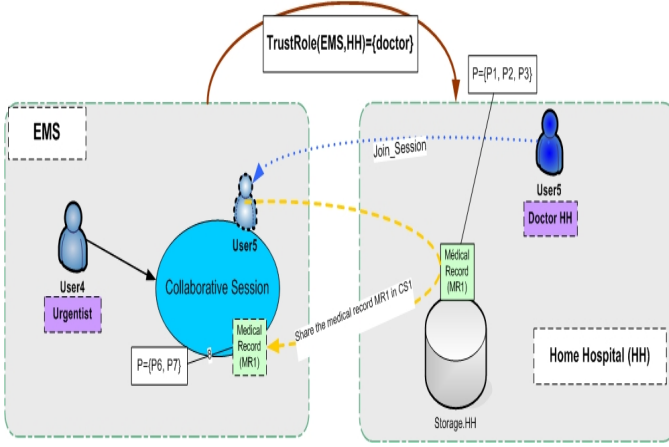 TrustRole(EMS,HH)={doctor}
P={P1, P2, P3}
EMS
Join_Session
User5
Doctor HH
User5
User4
Urgentist
Collaborative Session
Médical
Record
(MR1)
Share the medical record MR1 in CS1
Medical
Record
(MR1)
P={P6, P7}
Home Hospital (HH)
Storage.HH